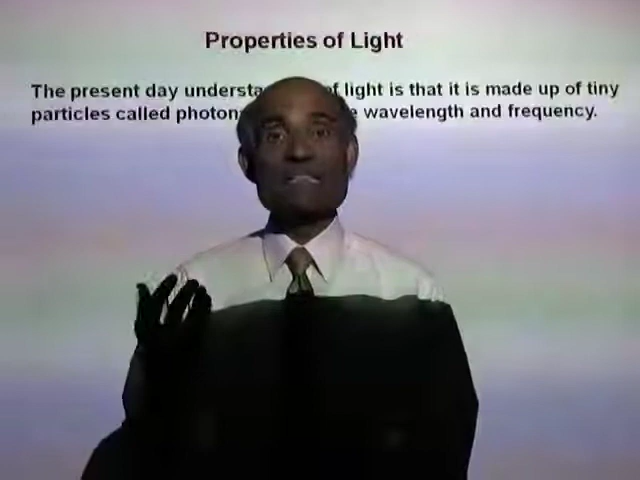 Properties of Light
The present day light is that it is made up of tiny
particles called wavelength and frequency.